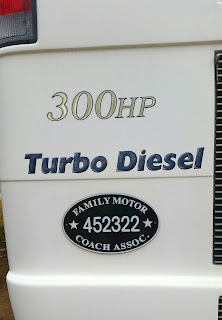 300HP
Turbo Diesel
FAMILY MOTOR
452322
COACH ASSOC.